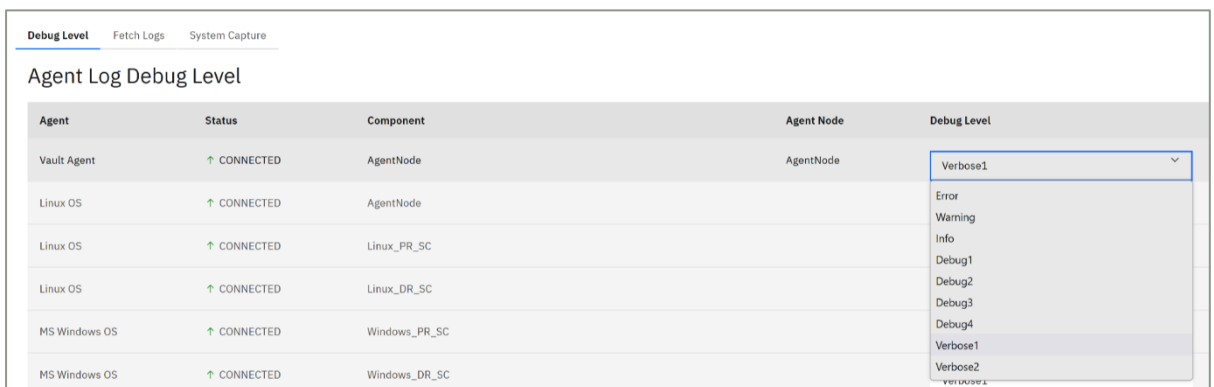 Debug Level Fetch Logs System Capture
Agent Log Debug Level
Agent Status Component Agent Node Debug Level
Vault Agent ↑ CONNECTED AgentNode AgentNode Verbose1
Linux OS ↑ CONNECTED AgentNode
Error
Warning
Linux OS ↑ CONNECTED Linux_PR_SC
Info
Debug1
Linux OS ↑ CONNECTED Linux_DR_SC
Debug2
Debug3
MS Windows OS ↑ CONNECTED Windows_PR_SC
Debug4
Verbose1
MS Windows OS ↑ CONNECTED Windows_DR_SC
Verbose2
Verbose1